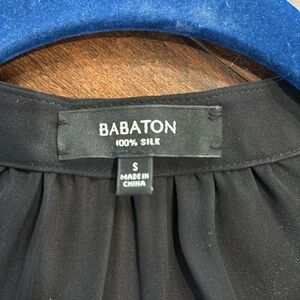 BABATON
100% SILK
S
MADE IN
CHINA